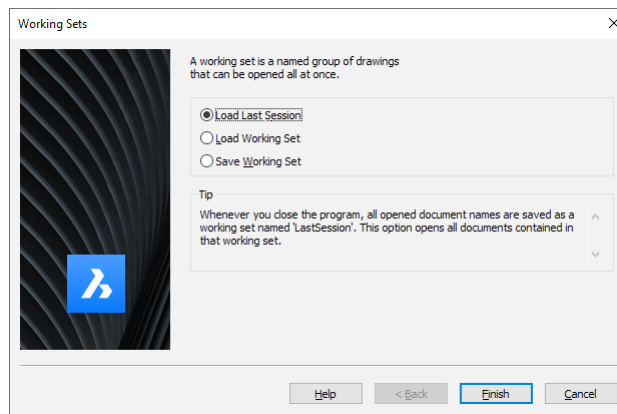 Working Sets
A working set is a named group of drawings
that can be opened all at once.
Load Last Session
Load Working Set
Save Working Set
Tip
Whenever you close the program, all opened document names are saved as a
working set named 'LastSession'. This option opens all documents contained in
that working set.
Help
< Back
Finish
Cancel